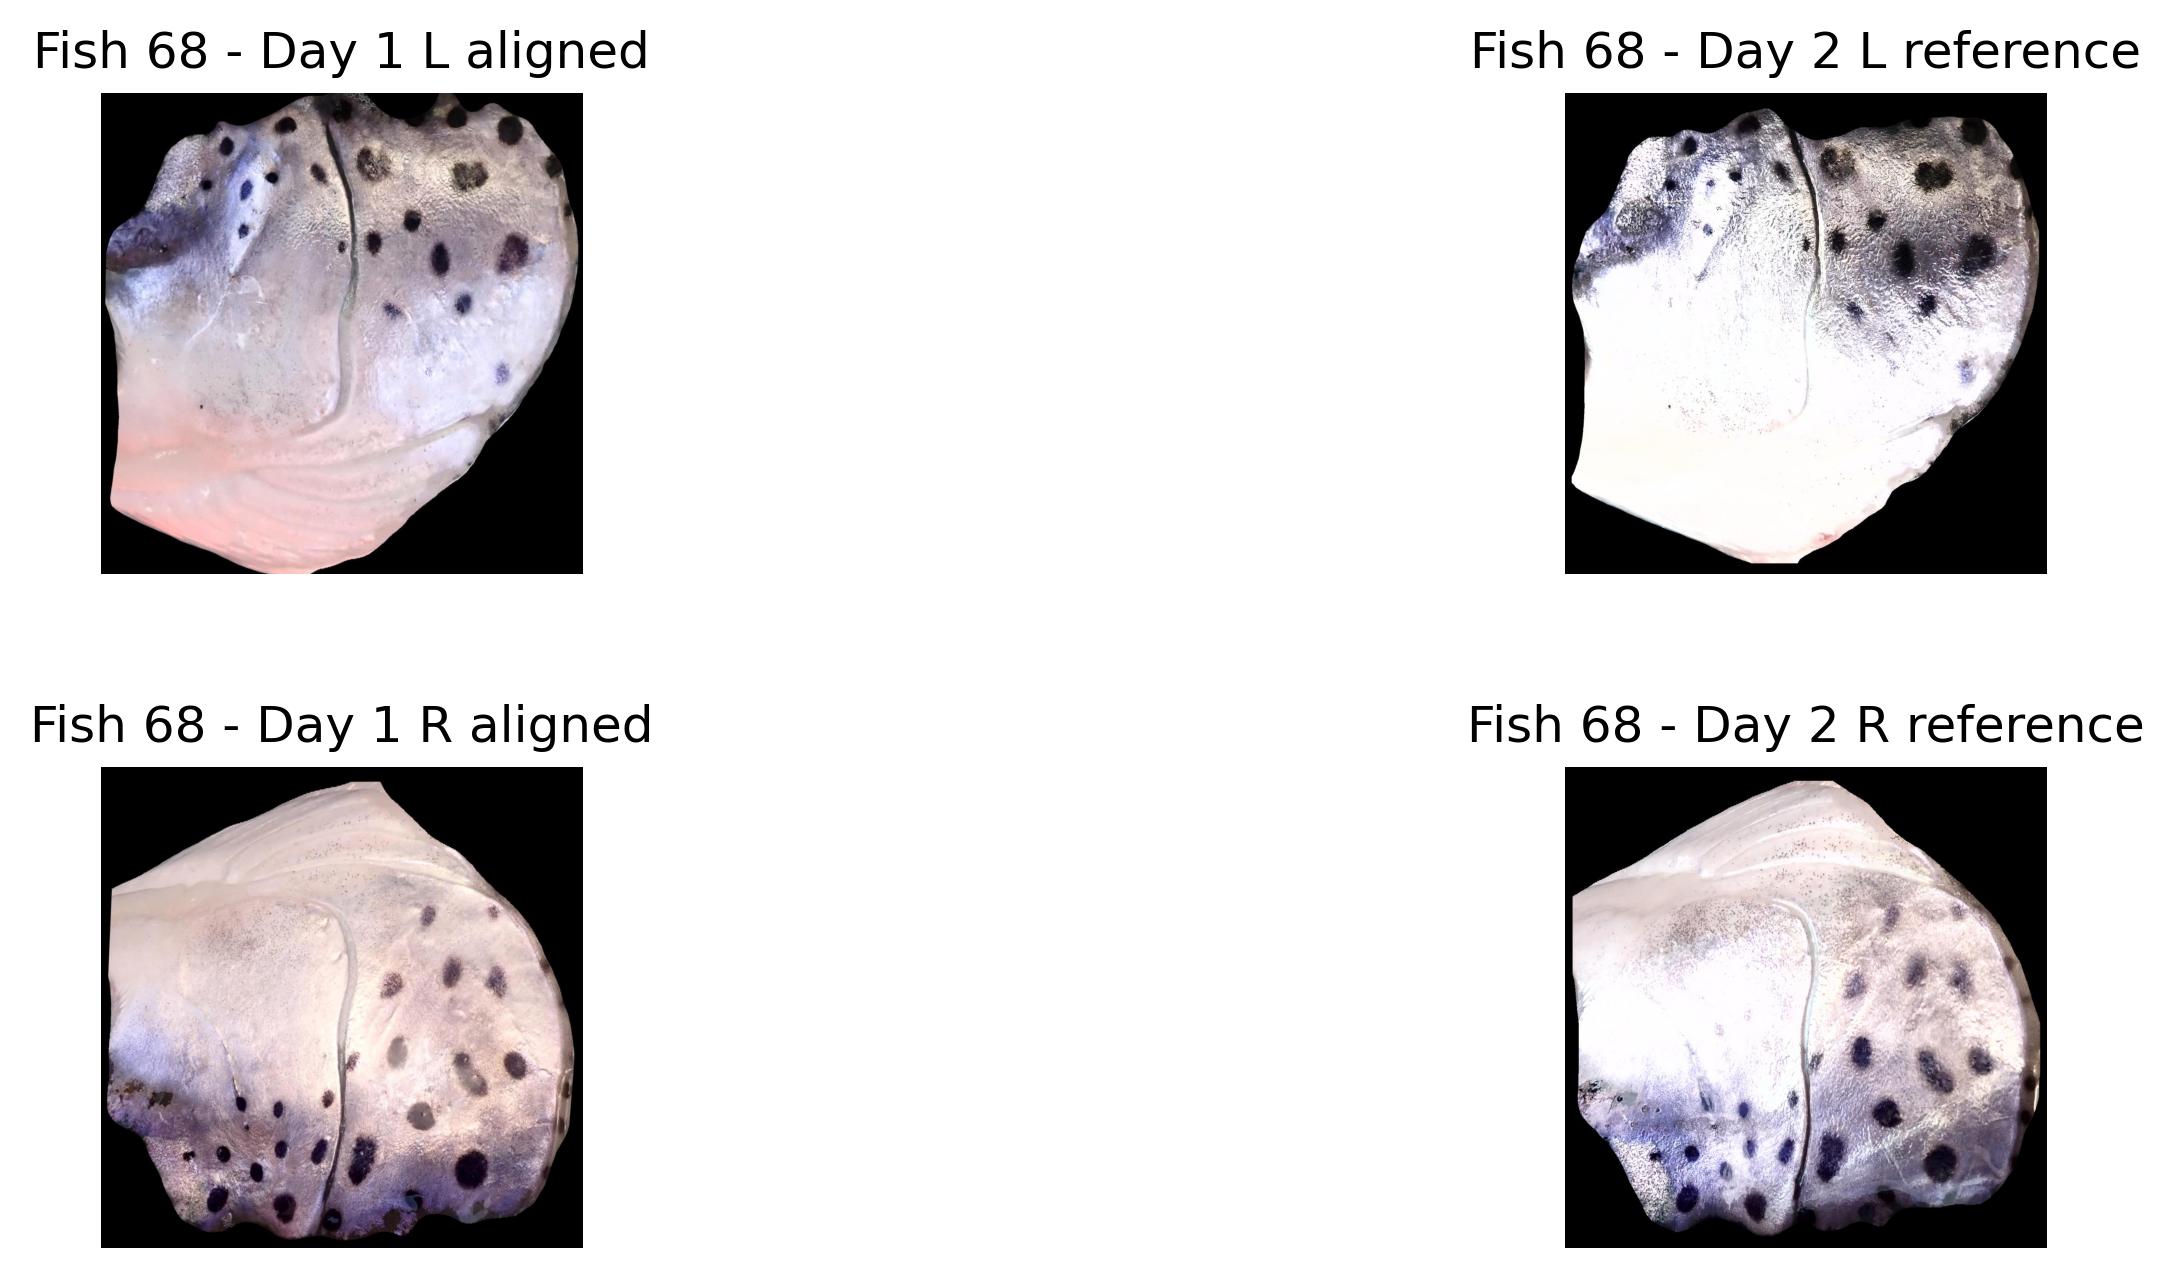 Fish 68 - Day 1 L aligned
Fish 68 - Day 2 L reference
Fish 68 - Day 1 R aligned
Fish 68 - Day 2 R reference